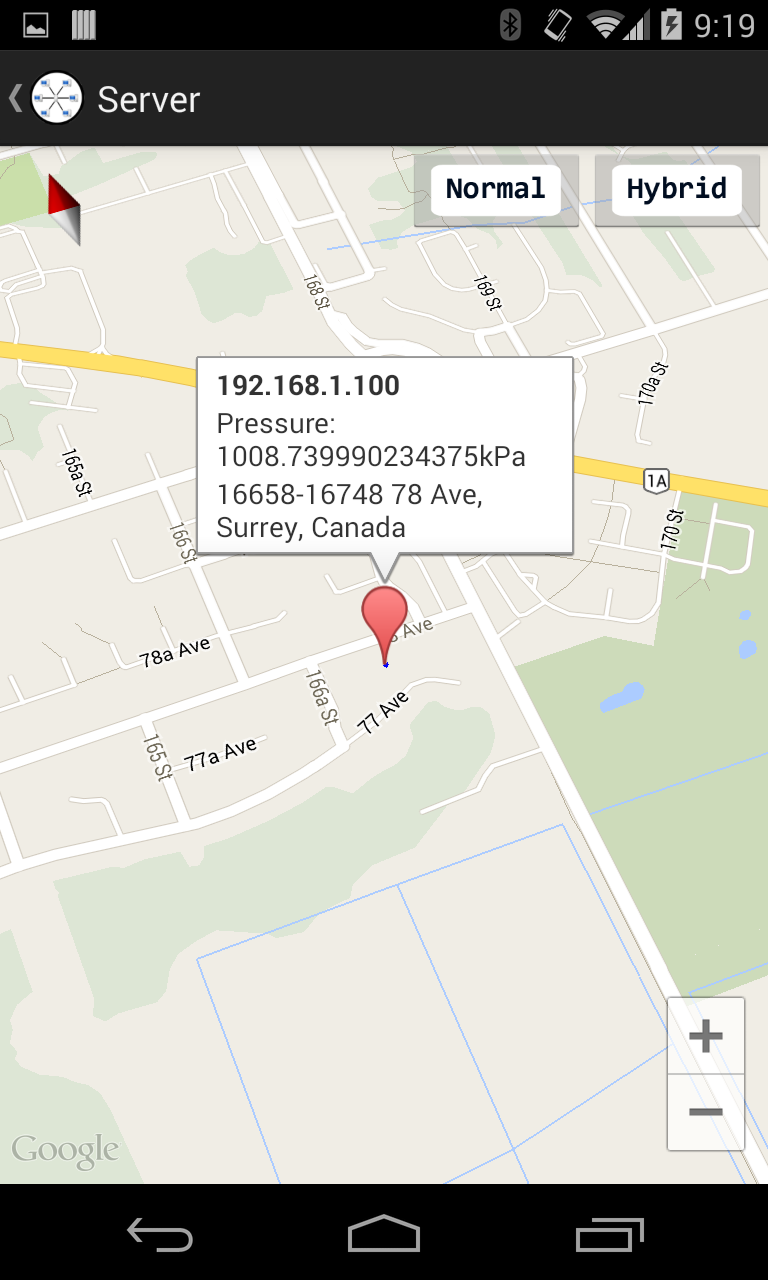 9:19
Server
Normal
Hybrid
168 St
169 St
170a St
192.168.1.100
Pressure:
1008.739990234375kPa
16658-16748 78 Ave,
Surrey, Canada
1A
165a St
166 St
170 St
Ave
78a Ave
166a St
77 Ave
165 St
77a Ave
Google